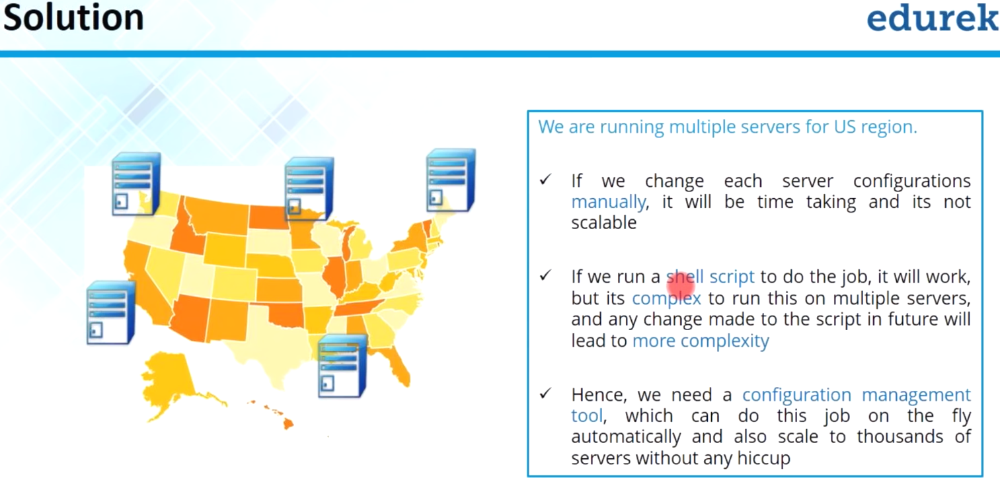 Solution
edurek
We are running multiple servers for US region.
✓ If we change each server configurations
manually, it will be time taking and its not
scalable
✓ If we run a shell script to do the job, it will work,
but its complex to run this on multiple servers,
and any change made to the script in future will
lead to more complexity
✓ Hence, we need a configuration management
tool, which can do this job on the fly
automatically and also scale to thousands of
servers without any hiccup